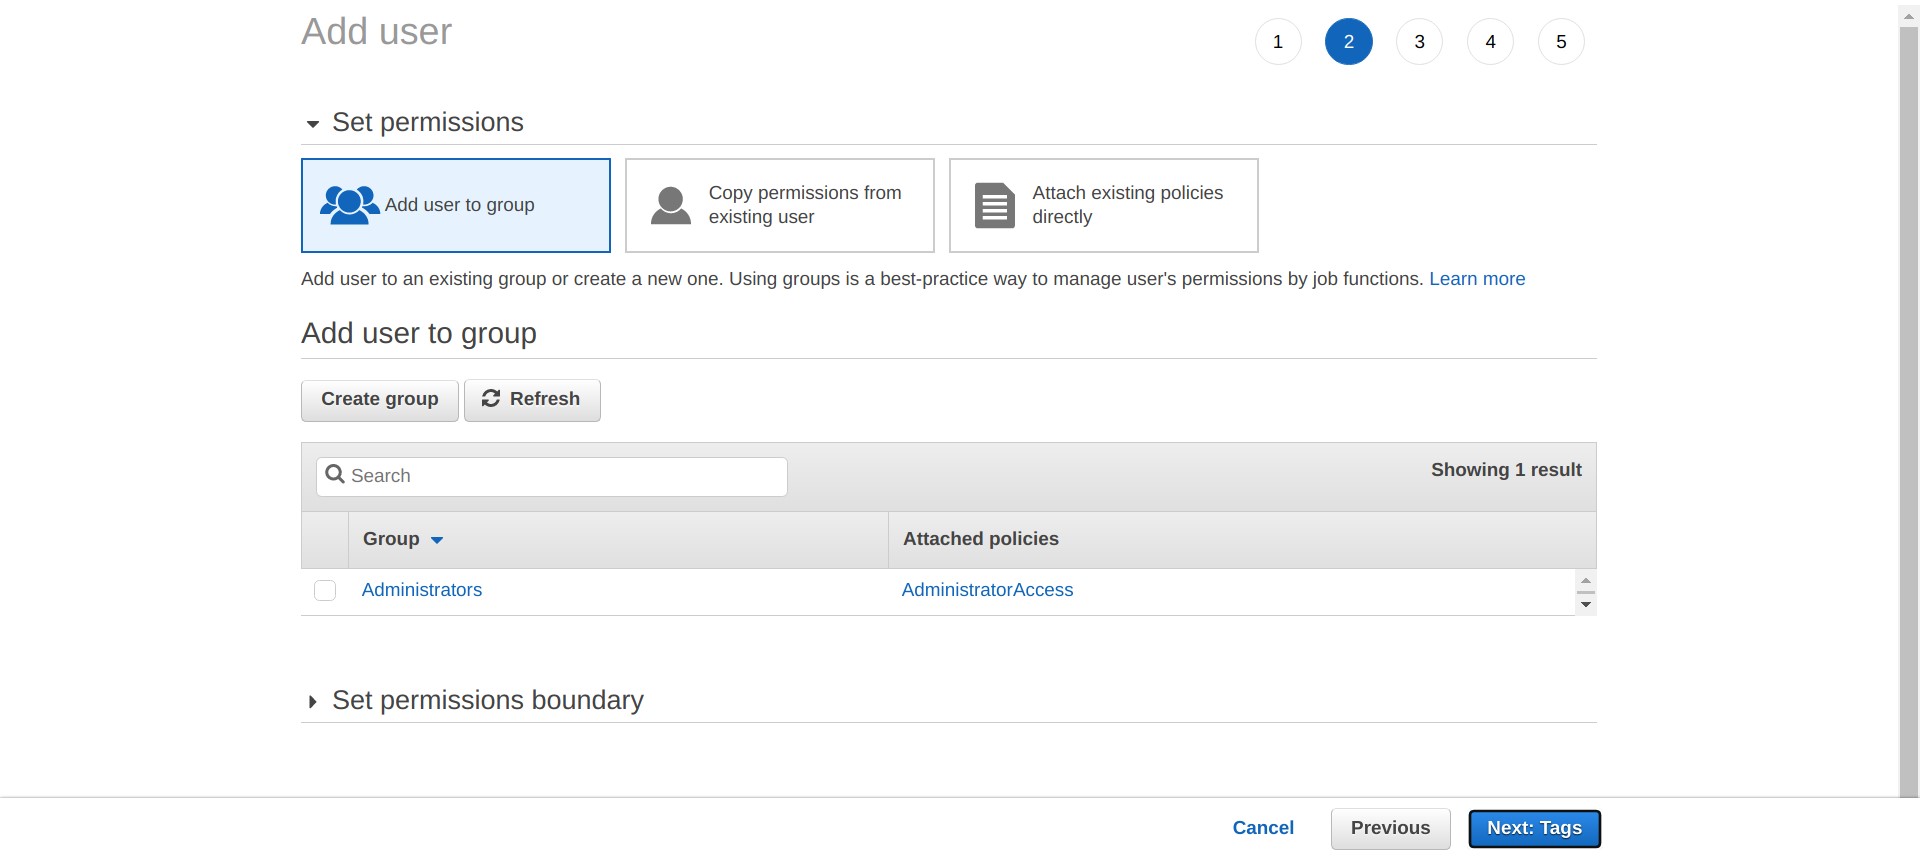 Add user
1 2 3 4 5
Set permissions
Add user to group
Copy permissions from
existing user
Attach existing policies
directly
Add user to an existing group or create a new one. Using groups is a best-practice way to manage user's permissions by job functions. Learn more
Add user to group
Create group Refresh
Search Showing 1 result
Group Attached policies
Administrators AdministratorAccess
Set permissions boundary
Cancel Previous Next: Tags